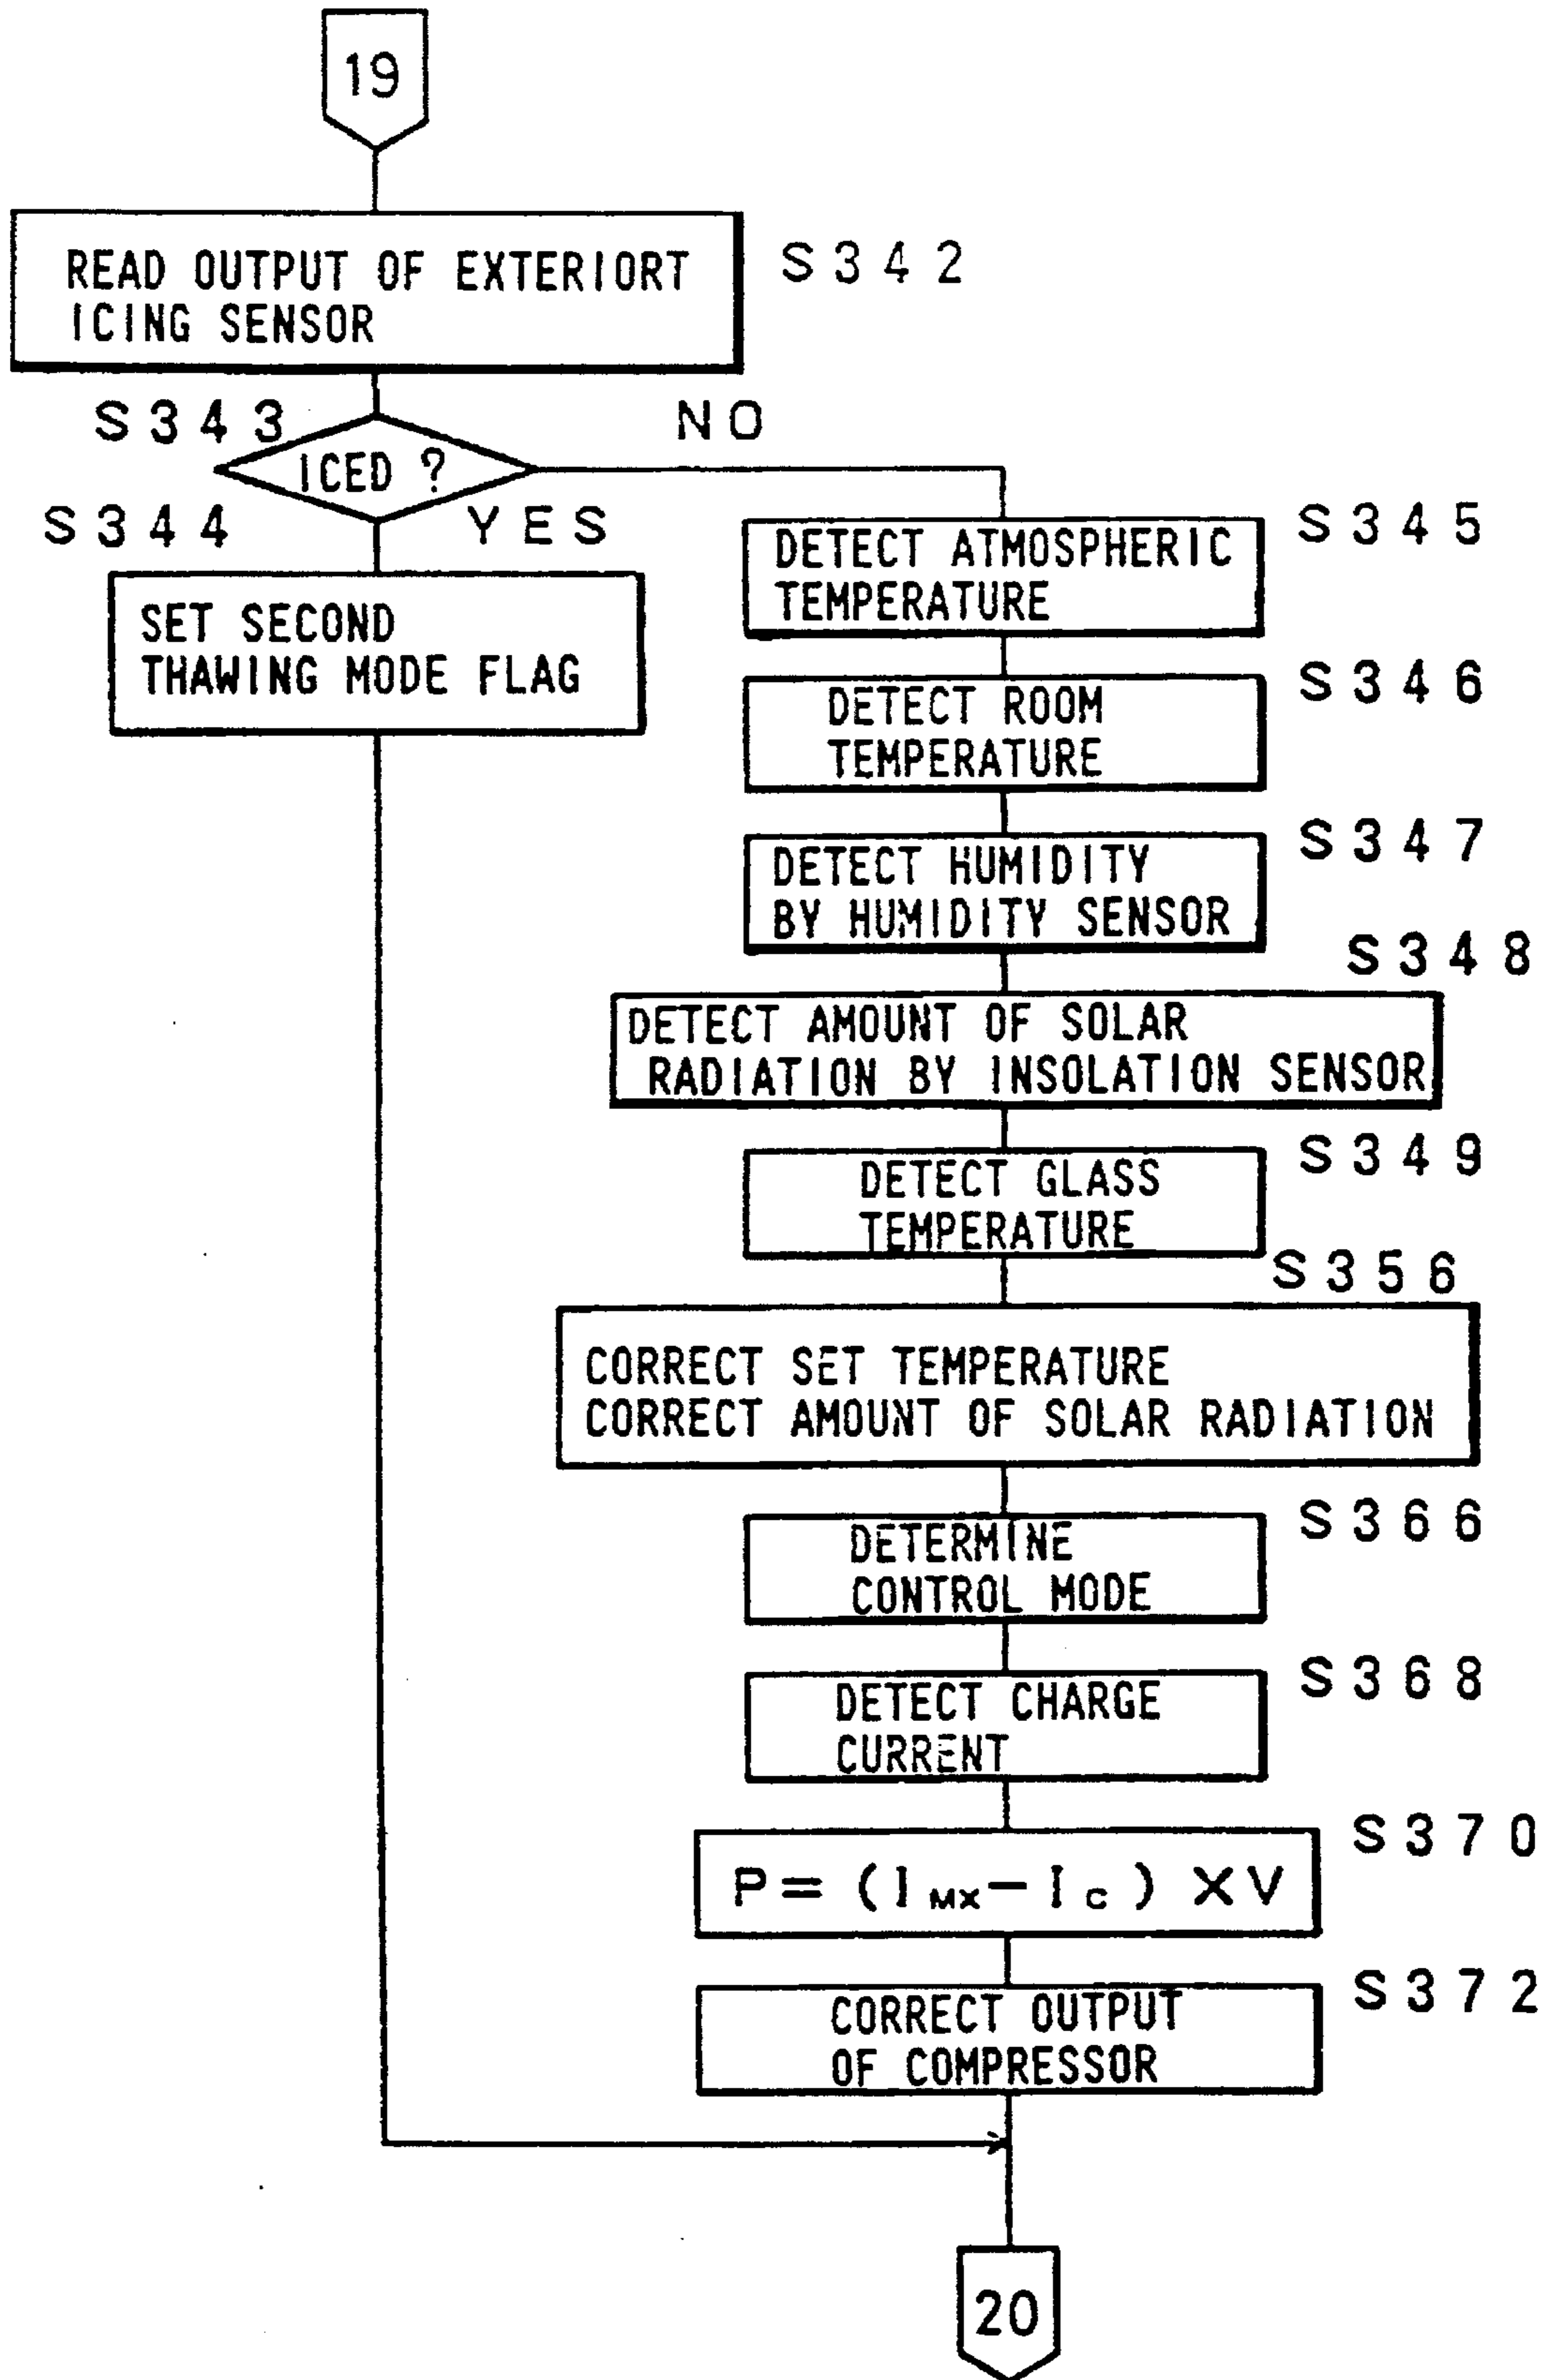 19
READ OUTPUT OF EXTERIORT
ICING SENSOR
S342
S343
ICED ?
NO
S344
YES
SET SECOND
THAWING MODE FLAG
S345
DETECT ATMOSPHERIC
TEMPERATURE
S346
DETECT ROOM
TEMPERATURE
S347
DETECT HUMIDITY
BY HUMIDITY SENSOR
S348
DETECT AMOUNT OF SOLAR
RADIATION BY INSOLATION SENSOR
S349
DETECT GLASS
TEMPERATURE
S356
CORRECT SET TEMPERATURE
CORRECT AMOUNT OF SOLAR RADIATION
S366
DETERMINE
CONTROL MODE
S368
DETECT CHARGE
CURRENT
S370
P = (I MX - I C) X V
S372
CORRECT OUTPUT
OF COMPRESSOR
20